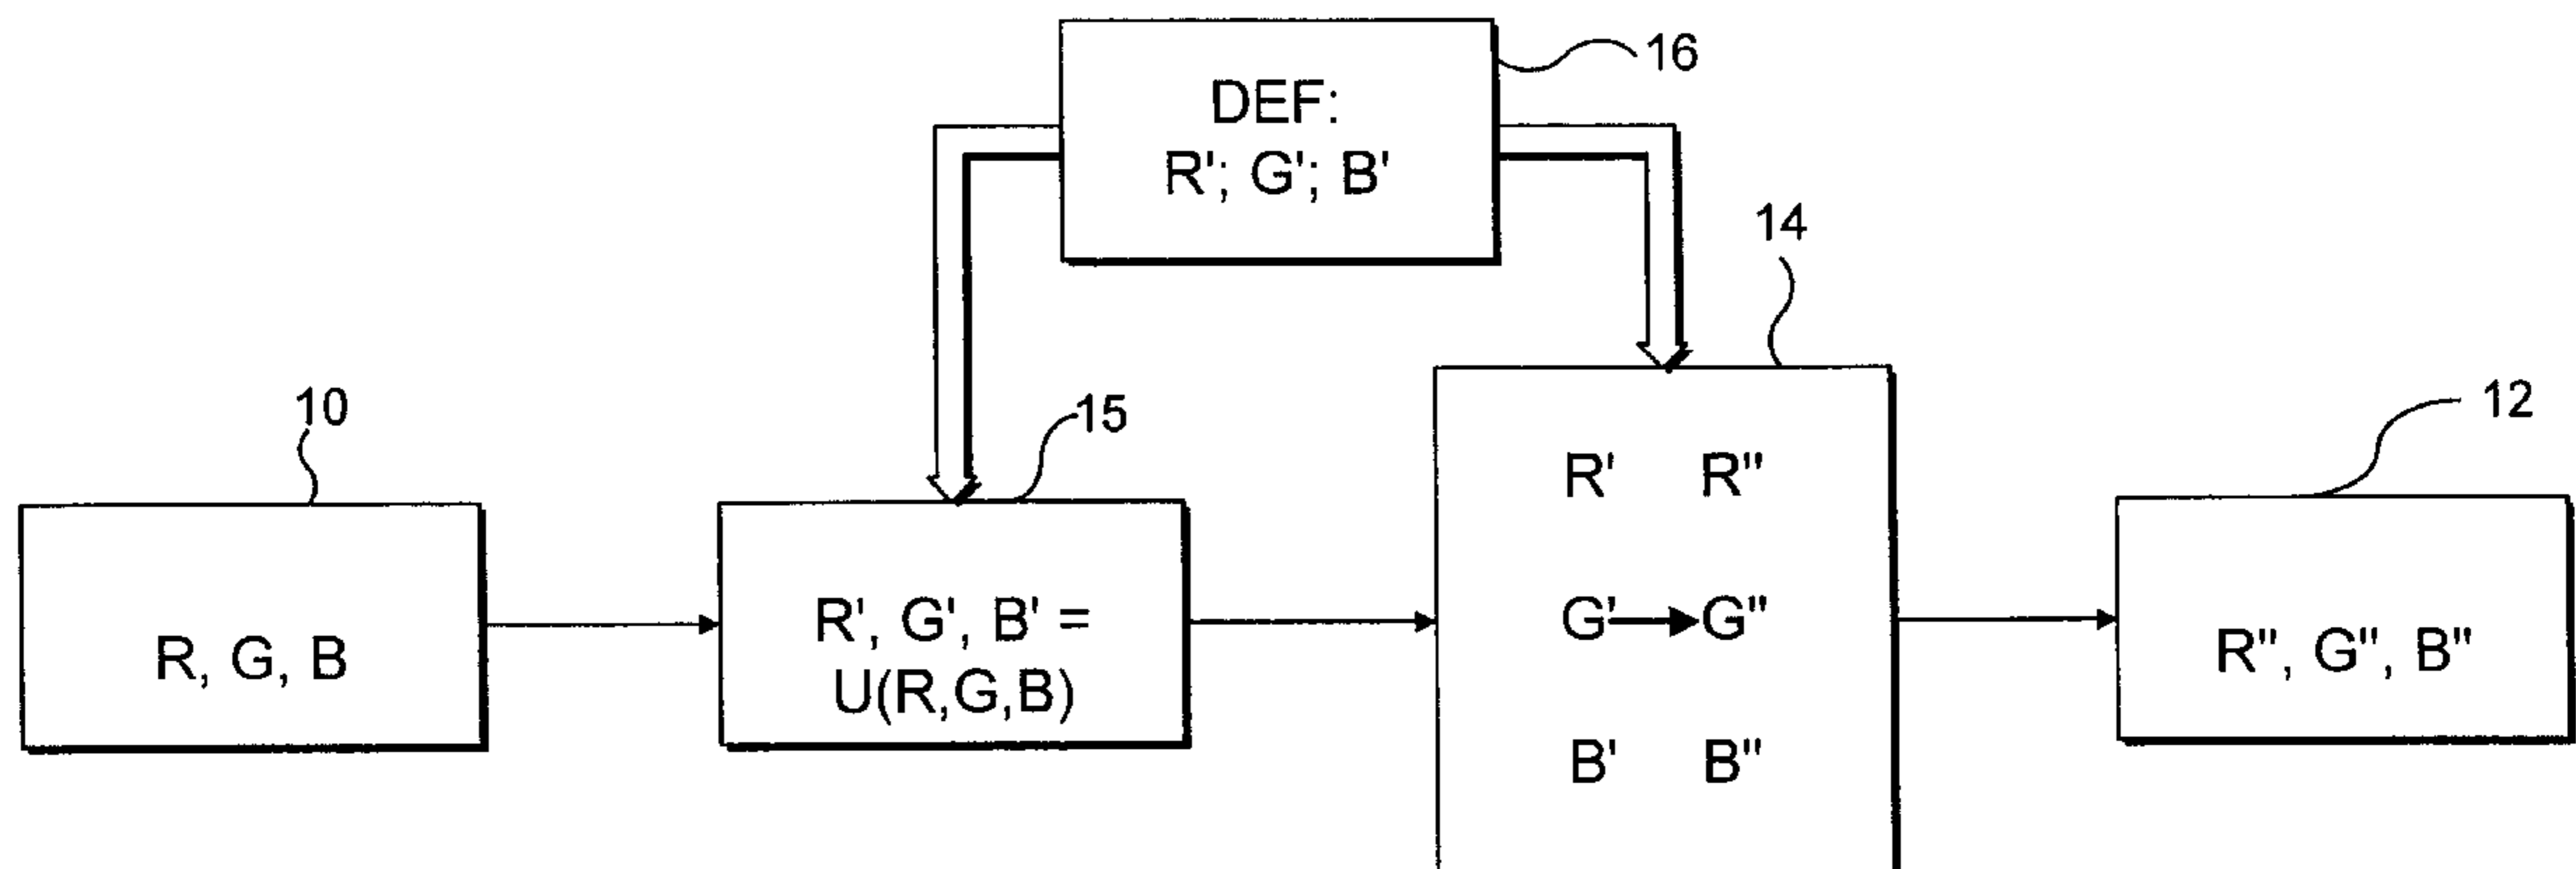 16
DEF:
R'; G'; B'
14
10
15
12
R' R"
R', G', B' =
G' G"
R, G, B
U(R,G,B)
R", G", B"
B' B"